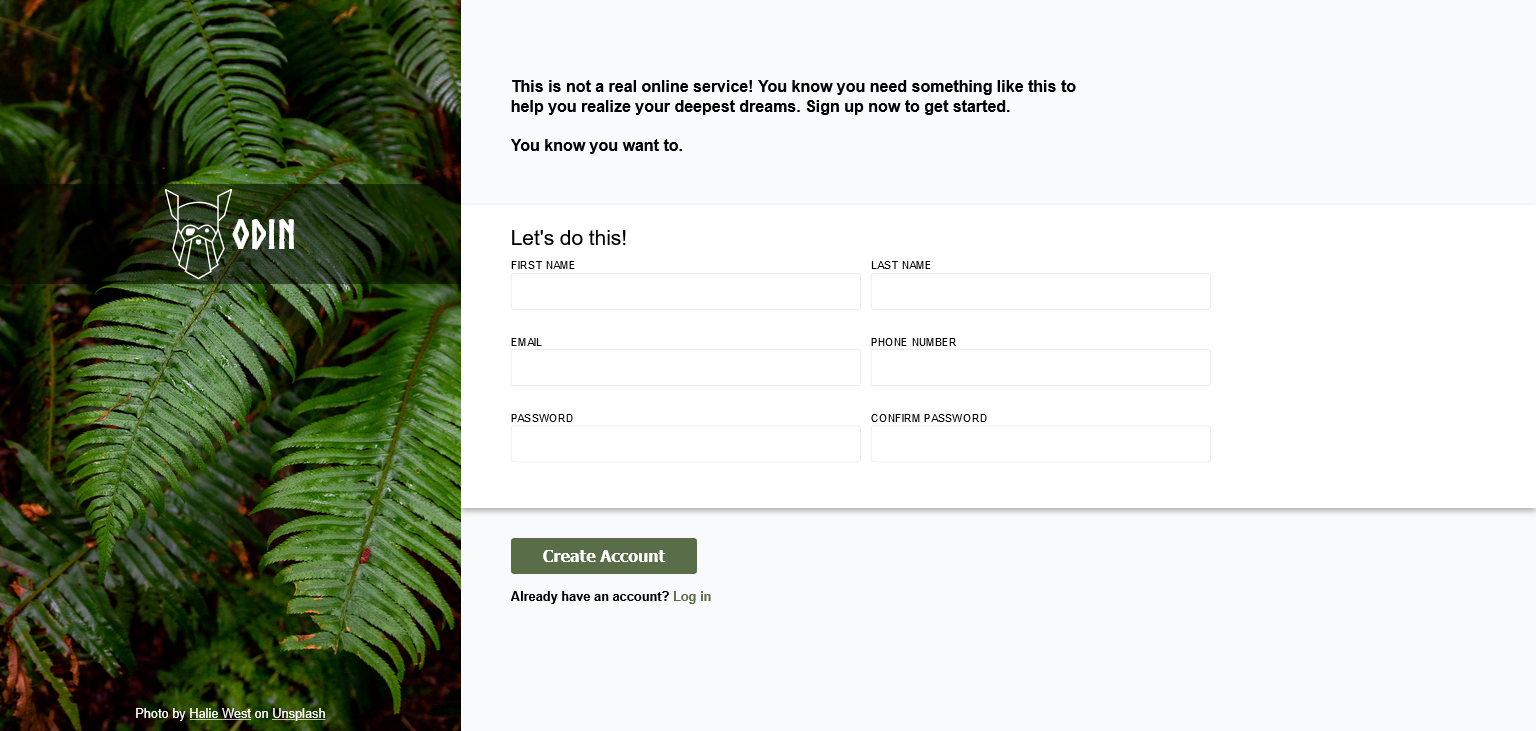 ODIN
Photo by Halie West on Unsplash
This is not a real online service! You know you need something like this to
help you realize your deepest dreams. Sign up now to get started.
You know you want to.
Let's do this!
FIRST NAME
LAST NAME
EMAIL
PHONE NUMBER
PASSWORD
CONFIRM PASSWORD
Create Account
Already have an account? Log in